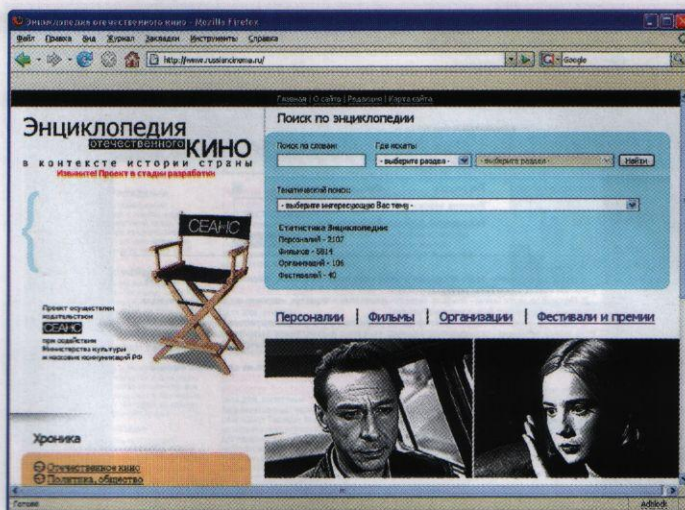 Энциклопедия отечественного кино - Mozilla Firefox
Файл Правка Вид Журнал Закладки Инструменты Справка
http://www.russiancinema.ru/
Google
Главная | О сайте | Редакция | Карта сайта
Энциклопедия
отечественного КИНО
в контексте истории страны
Извините! Проект в стадии разработки
Поиск по энциклопедии
Поиск по словам: Где искать:
- выберите раздел - - выберите раздел - Найти
Тематический поиск:
- выберите интересующую Вас тему -
Статистика Энциклопедии:
Персоналий - 2107
Фильмов - 5814
Организаций - 106
Фестивалей - 40
СЕАНС
Проект осуществлен
издательством
СЕАНС
при содействии
Министерства культуры
и массовых коммуникаций РФ
Персоналии | Фильмы | Организации | Фестивали и премии
Хроника
Отечественное кино
Политика, общество
Готово
Adblock